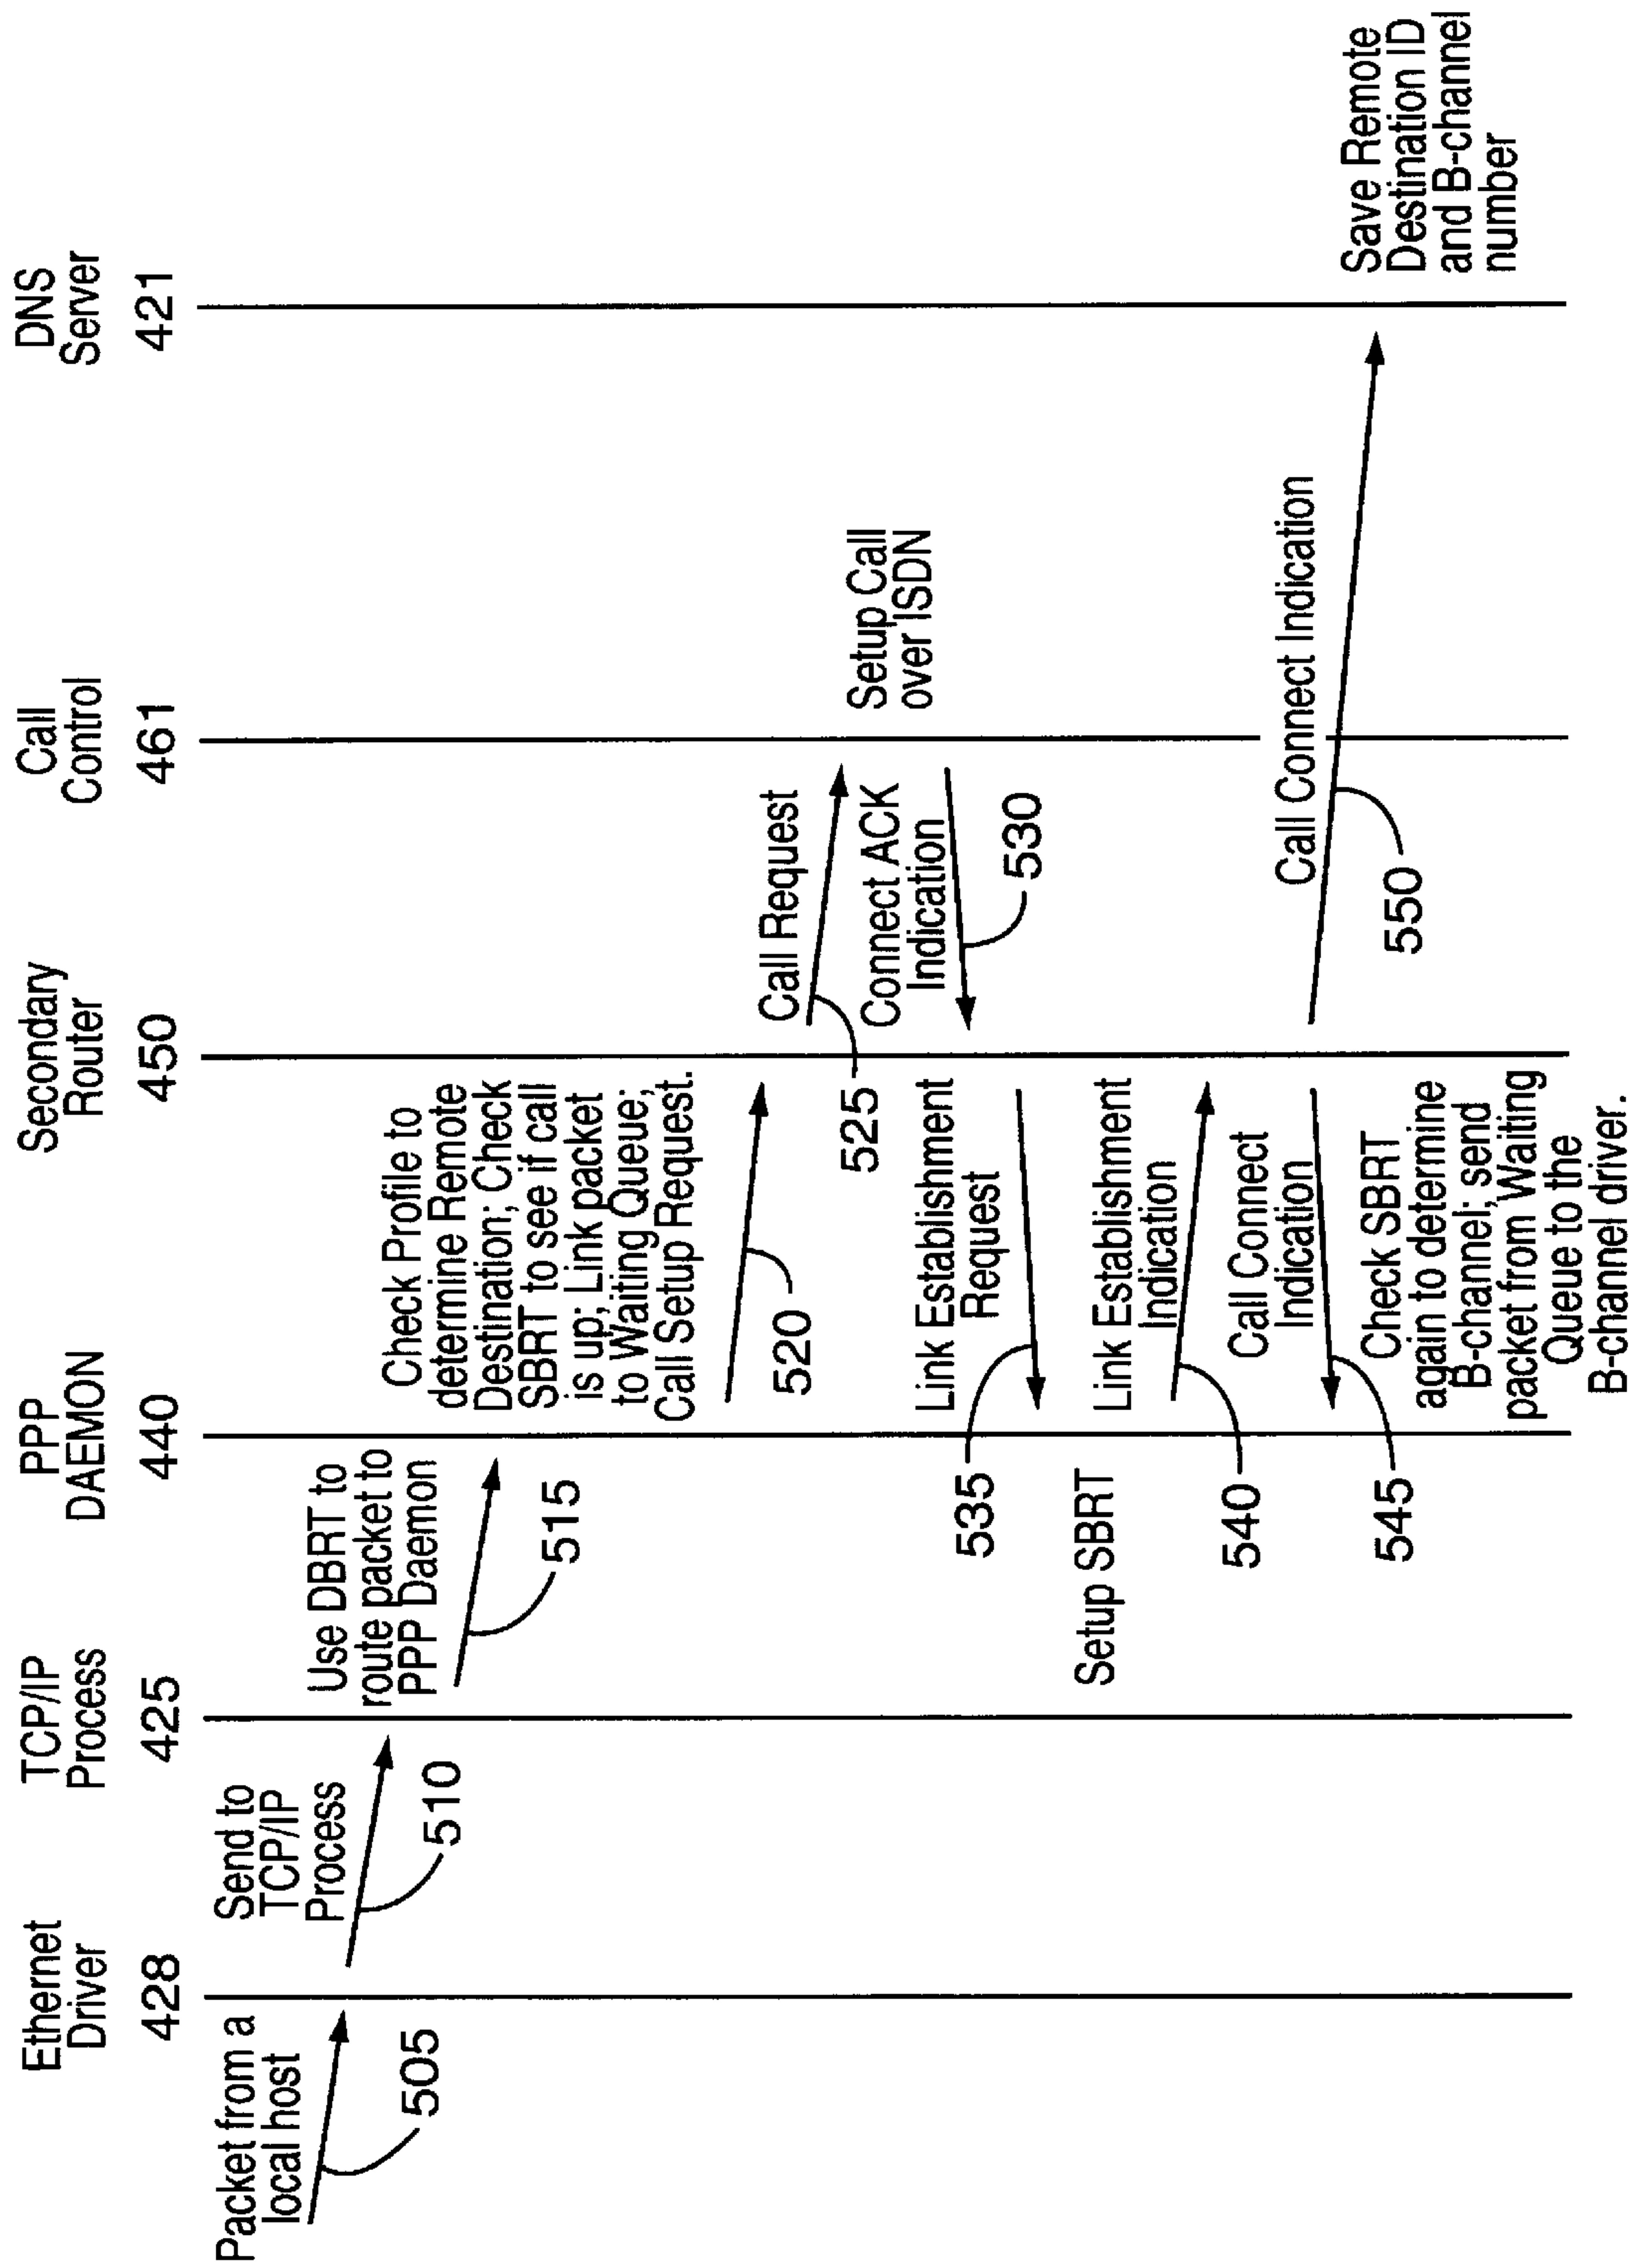 Ethernet
Driver
428
TCP/IP
Process
425
PPP
DAEMON
440
Secondary
Router
450
Call
Control
461
DNS
Server
421
Packet from a
local host
505
Send to
TCP/IP
Process
510
Use DBRT to
route packet to
PPP Daemon
515
Check Profile to
determine Remote
Destination; Check
SBRT to see if call
is up; Link packet
to Waiting Queue;
Call Setup Request.
520
Call Request
525
Setup Call
over ISDN
Connect ACK
Indication
530
Link Establishment
Request
535
Setup SBRT
Link Establishment
Indication
540
Call Connect
Indication
545
Call Connect Indication
550
Check SBRT
again to determine
B-channel; send
packet from Waiting
Queue to the
B-channel driver.
Save Remote
Destination ID
and B-channel
number